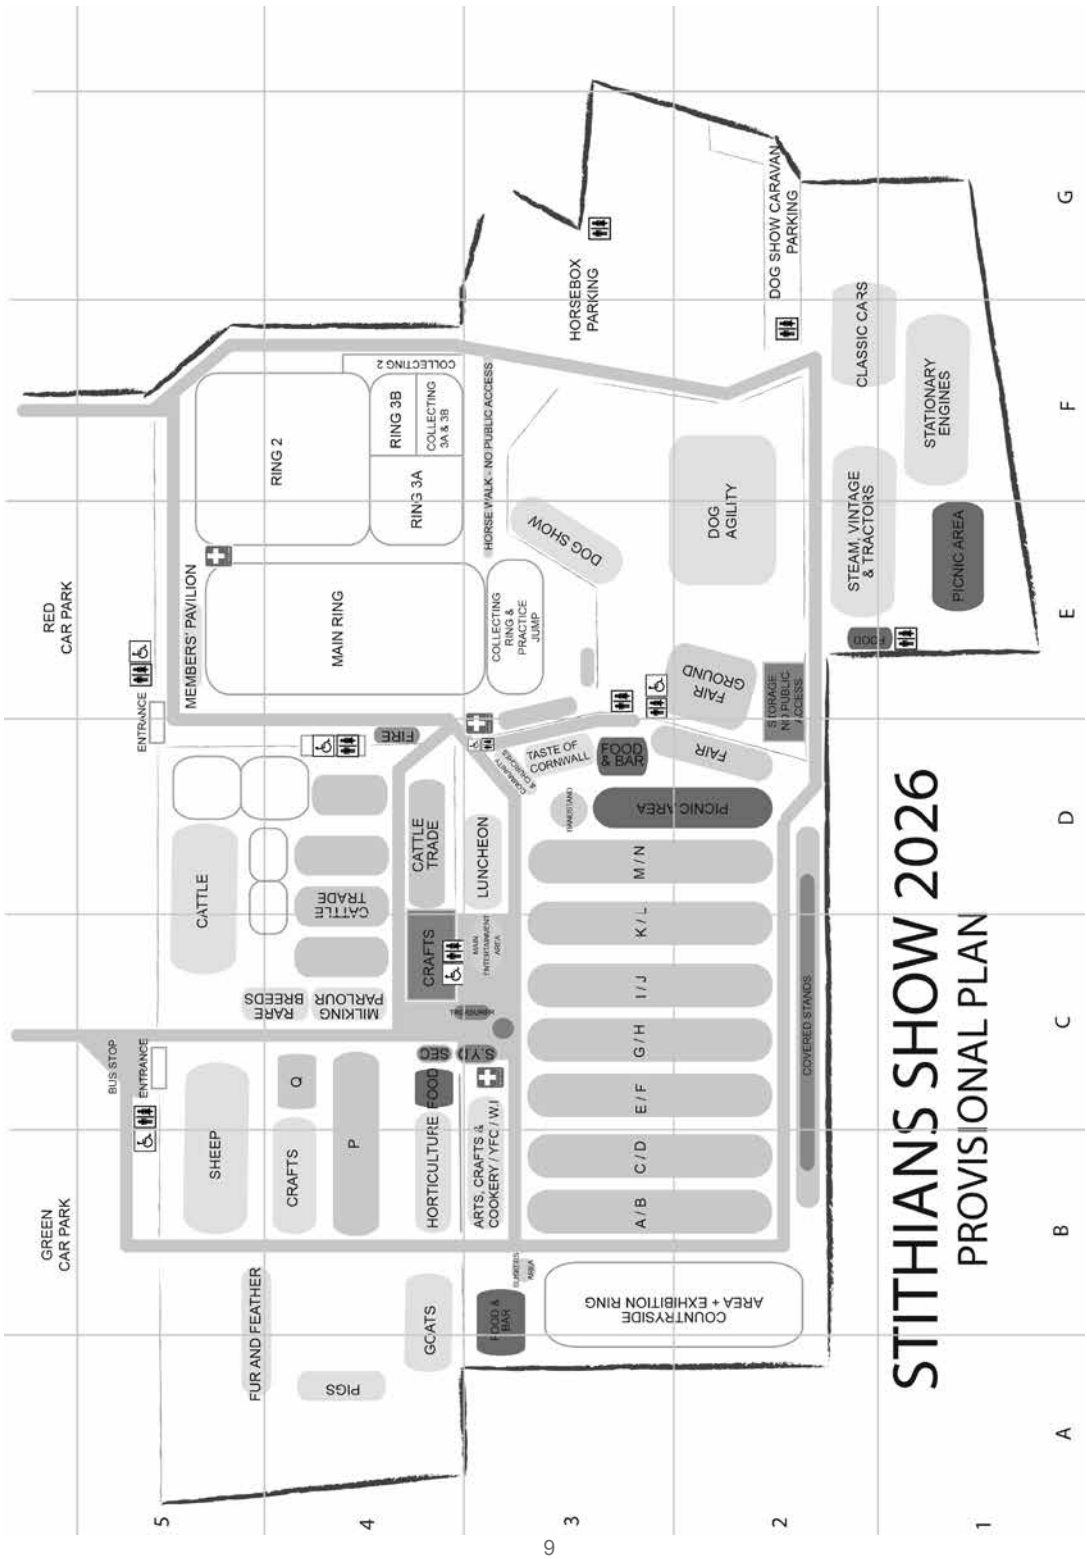 RED
CAR PARK
GREEN
CAR PARK
BUS STOP
ENTRANCE
ENTRANCE
5
4
3
2
1
A
B
C
D
E
F
G
FUR AND FEATHER
PIGS
GOATS
FOOD &
BAR
AREA
COUNTRYSIDE
AREA + EXHIBITION RING
SHEEP
CRAFTS
Q
P
HORTICULTURE
FOOD
SEC
S.Y.D
ARTS, CRAFTS &
COOKERY / YFC / W.I
RARE
BREEDS
MILKING
PARLOUR
CATTLE
CATTLE
TRADE
CATTLE
TRADE
CRAFTS
TREASURER
MAIN
ENTERTAINMENT
AREA
LUNCHEON
FIRE
COMMUNITY
& CHURCHES
TASTE OF
CORNWALL
FOOD
& BAR
BANDSTAND
PICNIC AREA
FAIR
FAIR
GROUND
STORAGE
NO PUBLIC
ACCESS
A / B
C / D
E / F
G / H
I / J
K / L
M / N
COVERED STANDS
MEMBERS' PAVILION
MAIN RING
COLLECTING
RING &
PRACTICE
JUMP
RING 2
RING 3A
RING 3B
COLLECTING
3A & 3B
COLLECTING 2
HORSE WALK - NO PUBLIC ACCESS
DOG SHOW
DOG
AGILITY
HORSEBOX
PARKING
DOG SHOW CARAVAN
PARKING
CLASSIC CARS
STATIONARY
ENGINES
STEAM, VINTAGE
& TRACTORS
PICNIC AREA
FOOD
STITHIANS SHOW 2026
PROVISIONAL PLAN
9